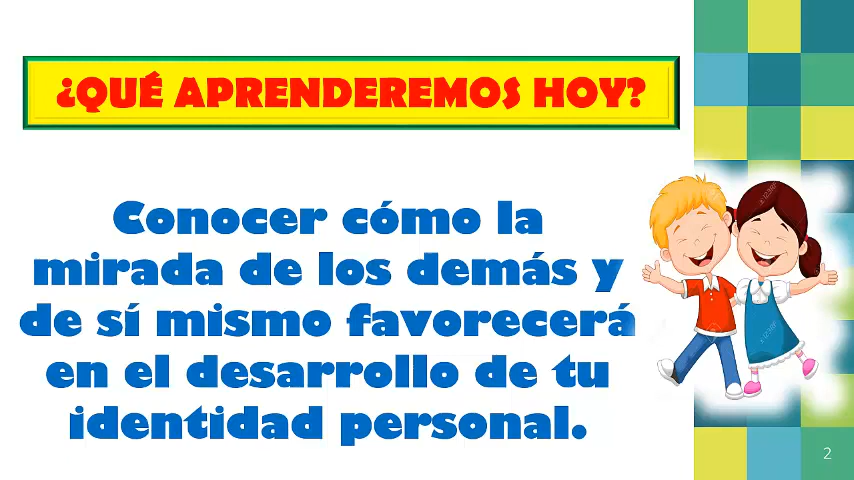 ¿QUÉ APRENDEREMOS HOY?
Conocer cómo la
mirada de los demás y
de sí mismo favorecerá
en el desarrollo de tu
identidad personal.
2